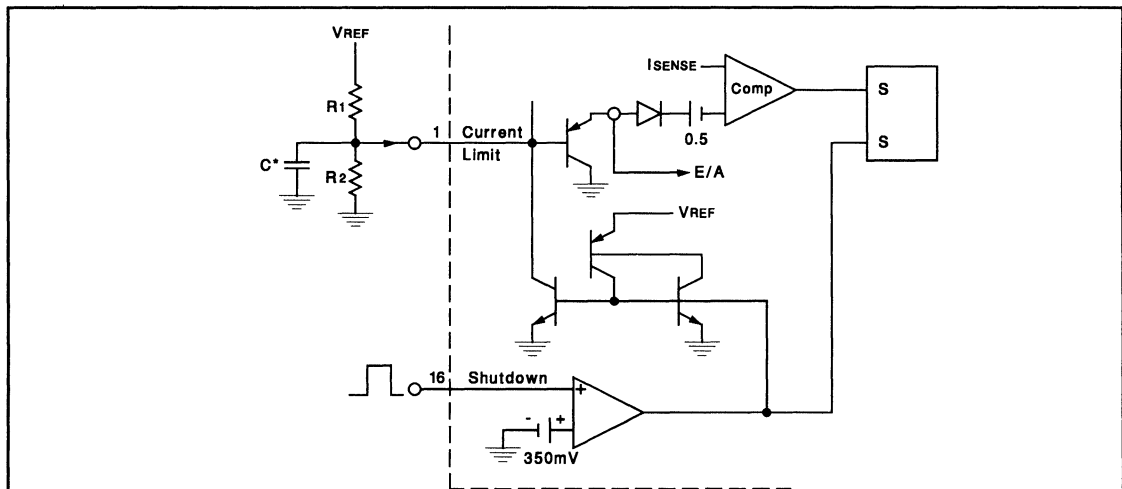 VREF
R1
C*
R2
1
Current
Limit
ISENSE
Comp
0.5
E/A
S
S
VREF
16
Shutdown
+
- +
350mV